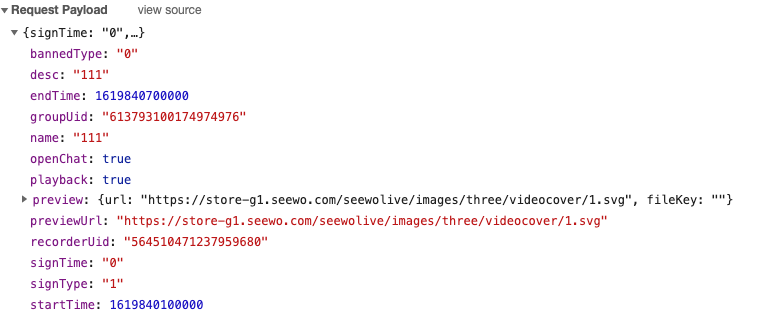 Request Payload view source
{signTime: "0",…}
bannedType: "0"
desc: "111"
endTime: 1619840700000
groupUid: "613793100174974976"
name: "111"
openChat: true
playback: true
preview: {url: "https://store-g1.seewo.com/seewolive/images/three/videocover/1.svg", fileKey: ""}
previewUrl: "https://store-g1.seewo.com/seewolive/images/three/videocover/1.svg"
recorderUid: "564510471237959680"
signTime: "0"
signType: "1"
startTime: 1619840100000